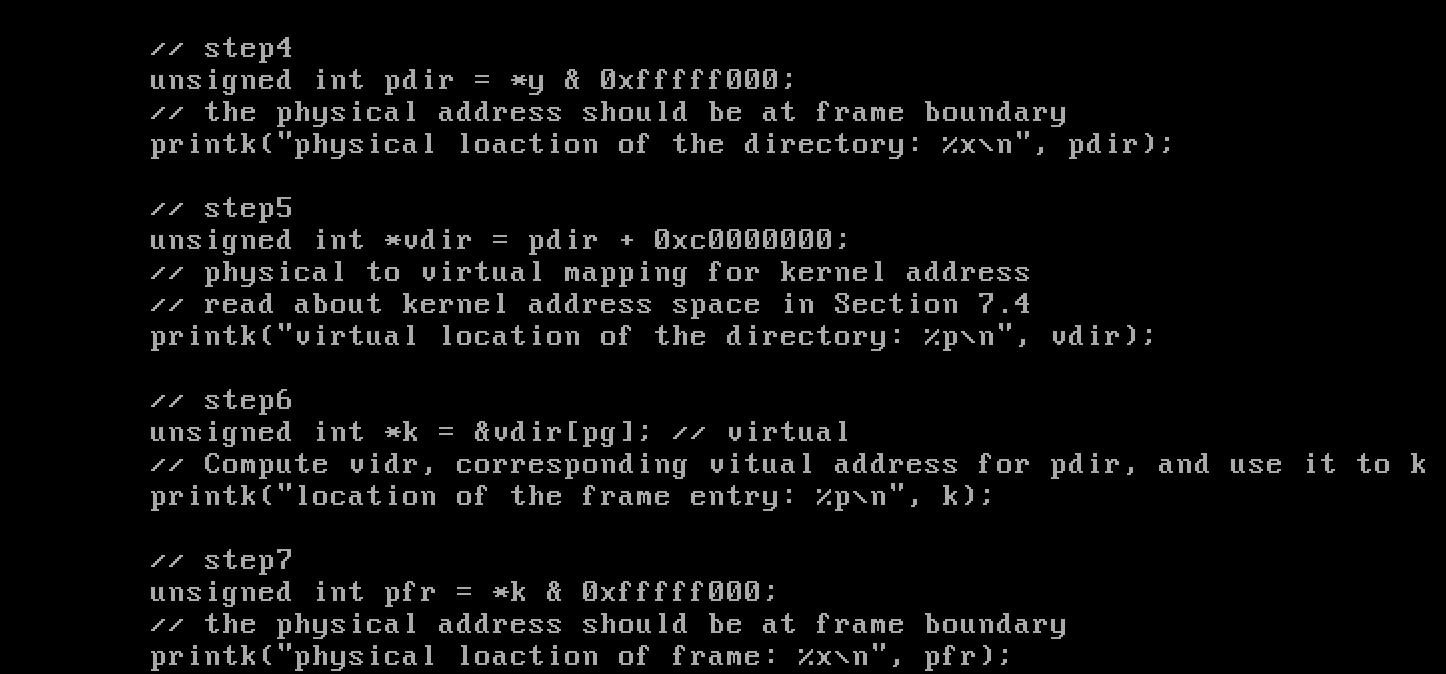 // step4
unsigned int pdir = *y & 0xfffff000;
// the physical address should be at frame boundary
printk("physical loaction of the directory: %x\n", pdir);
// step5
unsigned int *vdir = pdir + 0xc0000000;
// physical to virtual mapping for kernel address
// read about kernel address space in Section 7.4
printk("virtual location of the directory: %p\n", vdir);
// step6
unsigned int *k = &vdir[pg]; // virtual
// Compute vidr, corresponding vitual address for pdir, and use it to k
printk("location of the frame entry: %p\n", k);
// step7
unsigned int pfr = *k & 0xfffff000;
// the physical address should be at frame boundary
printk("physical loaction of frame: %x\n", pfr);